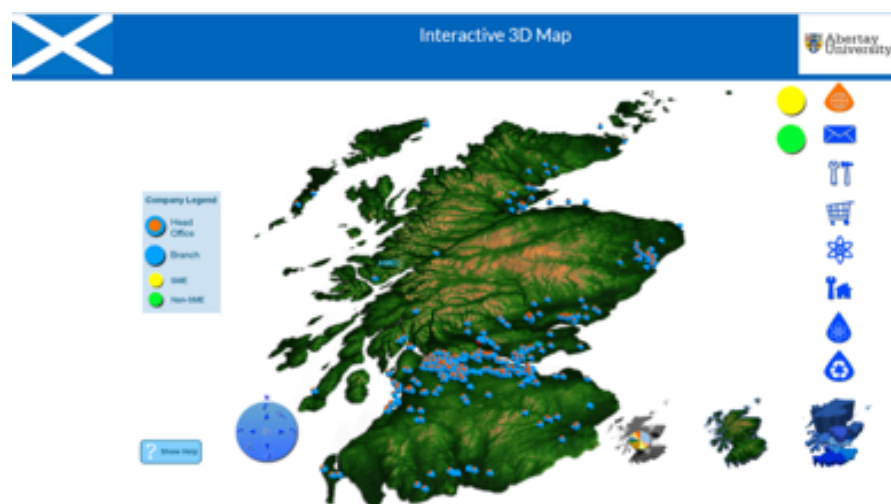 Interactive 3D Map
Abertay
University
Company Legend
Head
Office
Branch
SME
Non-SME
? Show Help